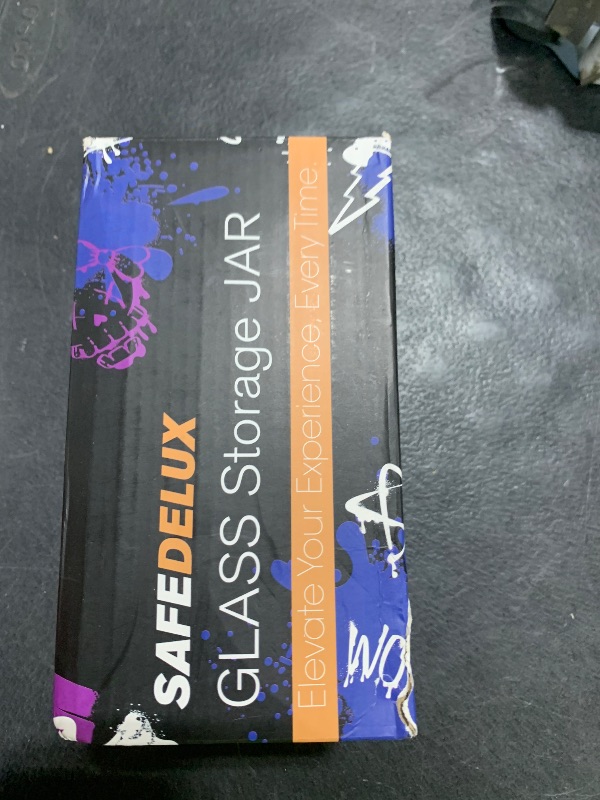 SAFEDELUX
GLASS Storage JAR
Elevate Your Experience, Every Time.